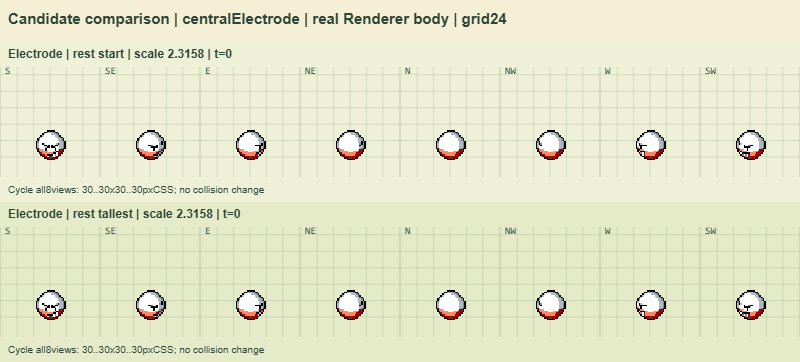 Candidate comparison | centralElectrode | real Renderer body | grid24
Electrode | rest start | scale 2.3158 | t=0
S SE E NE N NW W SW
Cycle all8views: 30..30x30..30pxCSS; no collision change
Electrode | rest tallest | scale 2.3158 | t=0
S SE E NE N NW W SW
Cycle all8views: 30..30x30..30pxCSS; no collision change